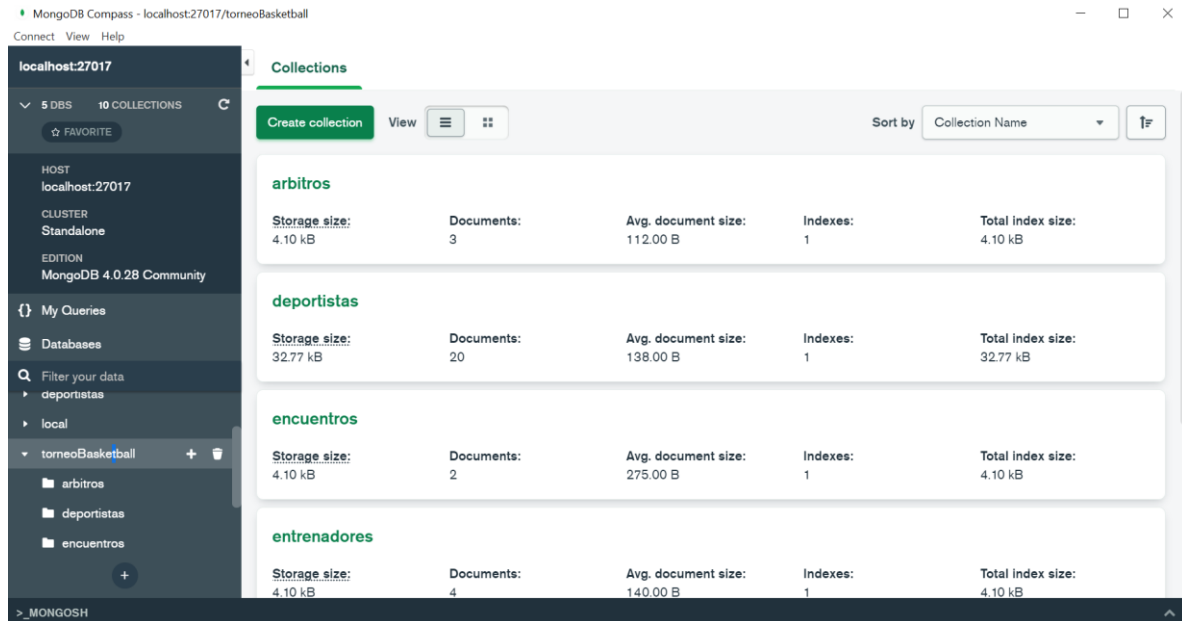 MongoDB Compass - localhost:27017/torneoBasketball
Connect View Help
localhost:27017
5 DBS 10 COLLECTIONS
FAVORITE
HOST
localhost:27017
CLUSTER
Standalone
EDITION
MongoDB 4.0.28 Community
{} My Queries
Databases
Filter your data
deportistas
local
torneoBasketball
arbitros
deportistas
encuentros
+
>_MONGOSH
Collections
Create collection View Sort by Collection Name
arbitros
Storage size: Documents: Avg. document size: Indexes: Total index size:
4.10 kB 3 112.00 B 1 4.10 kB
deportistas
Storage size: Documents: Avg. document size: Indexes: Total index size:
32.77 kB 20 138.00 B 1 32.77 kB
encuentros
Storage size: Documents: Avg. document size: Indexes: Total index size:
4.10 kB 2 275.00 B 1 4.10 kB
entrenadores
Storage size: Documents: Avg. document size: Indexes: Total index size:
4.10 kB 4 140.00 B 1 4.10 kB